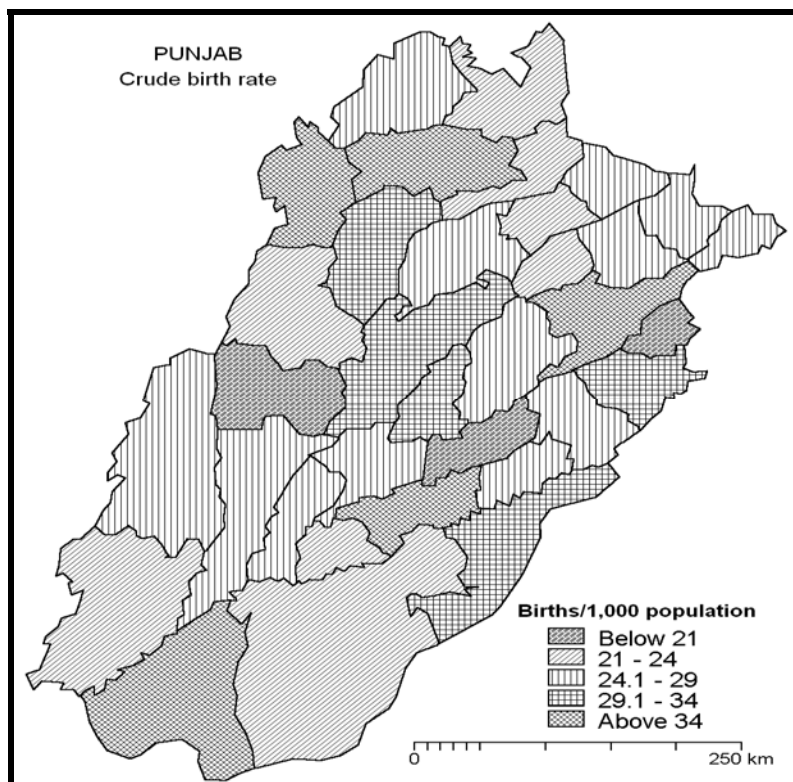 PUNJAB
Crude birth rate
Births/1,000 population
Below 21
21 - 24
24.1 - 29
29.1 - 34
Above 34
0 250 km